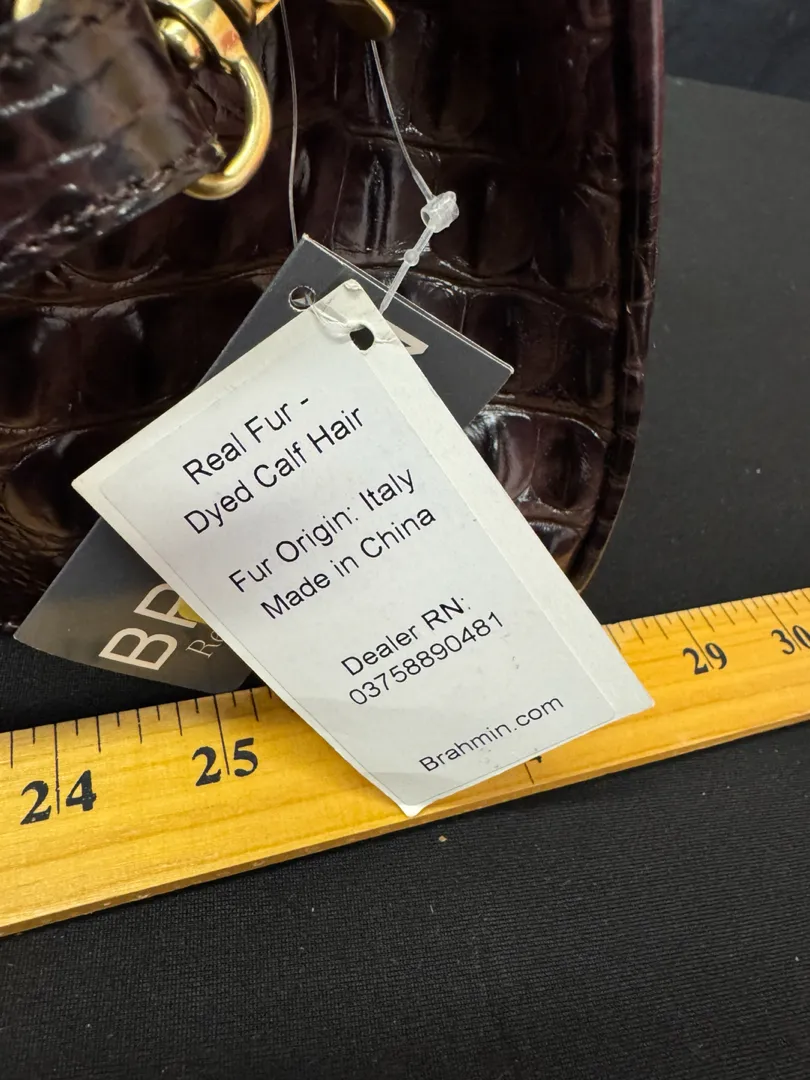 Real Fur -
Dyed Calf Hair
Fur Origin: Italy
Made in China
Dealer RN:
03758890481
Brahmin.com
24 25 29 30